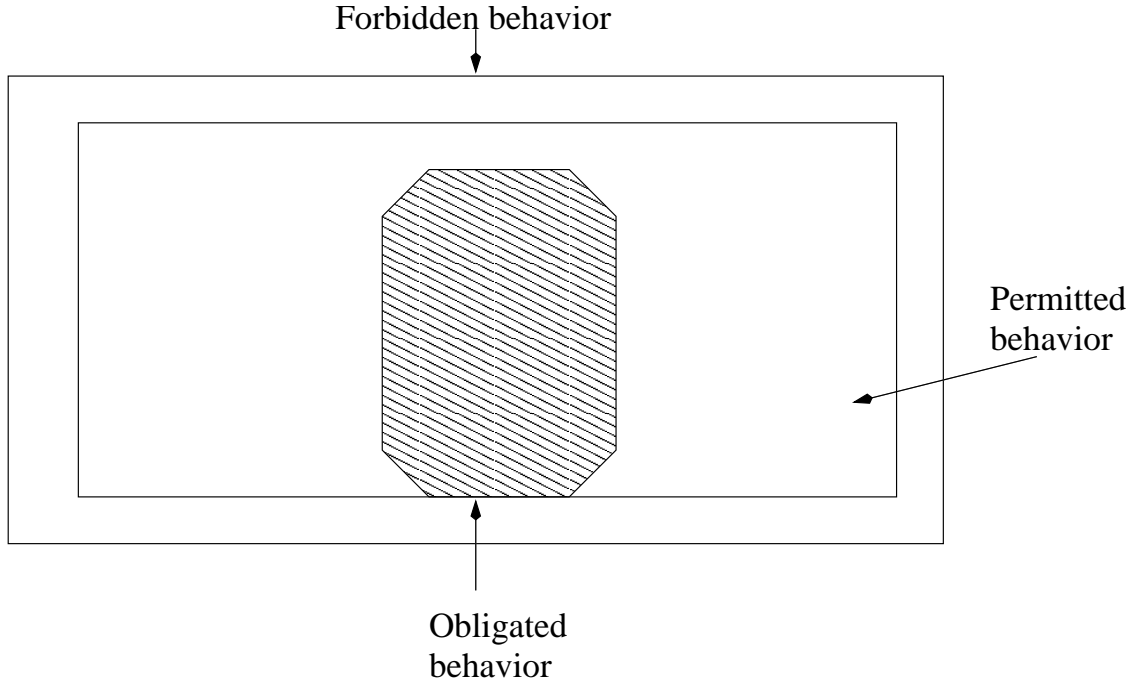 Forbidden behavior
Permitted
behavior
Obligated
behavior